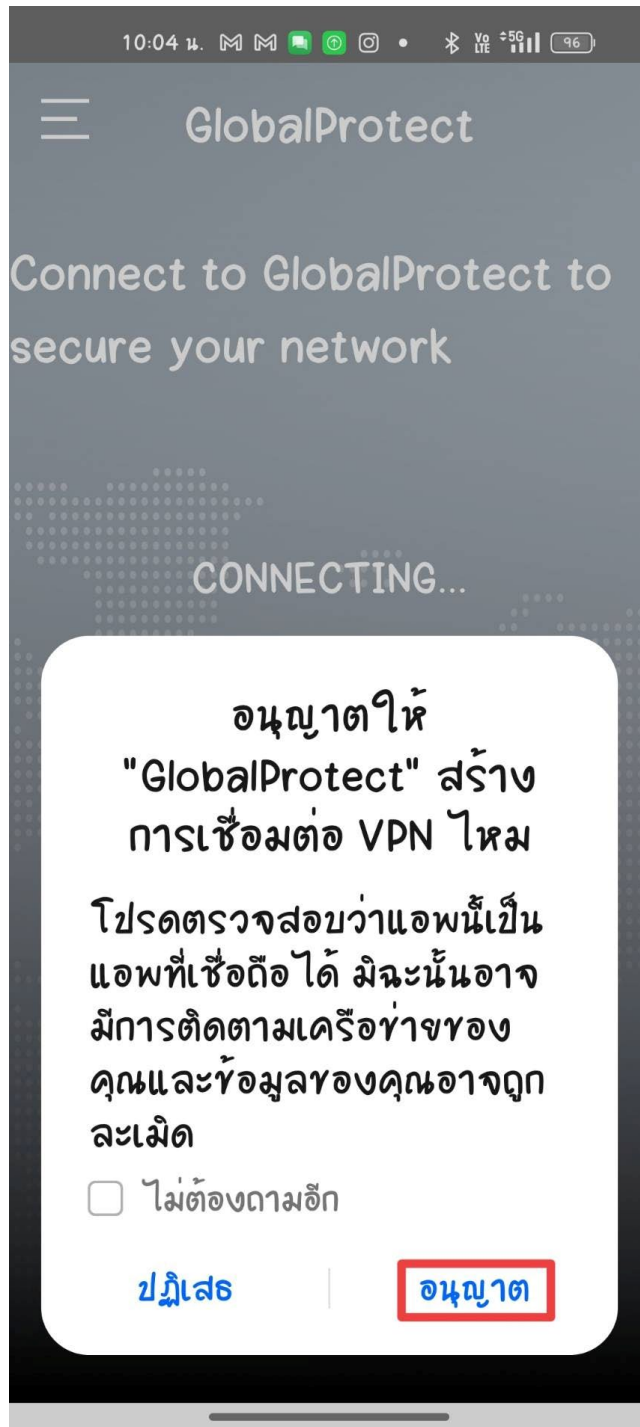 10:04 น. Vo LTE 5G 96
GlobalProtect
Connect to GlobalProtect to
secure your network
CONNECTING...
อนุญาตให้
"GlobalProtect" สร้าง
การเชื่อมต่อ VPN ไหม
โปรดตรวจสอบว่าแอพนี้เป็น
แอพที่เชื่อถือได้ มิฉะนั้นอาจ
มีการติดตามเครือข่ายของ
คุณและข้อมูลของคุณอาจถูก
ละเมิด
ไม่ต้องถามอีก
ปฏิเสธ อนุญาต